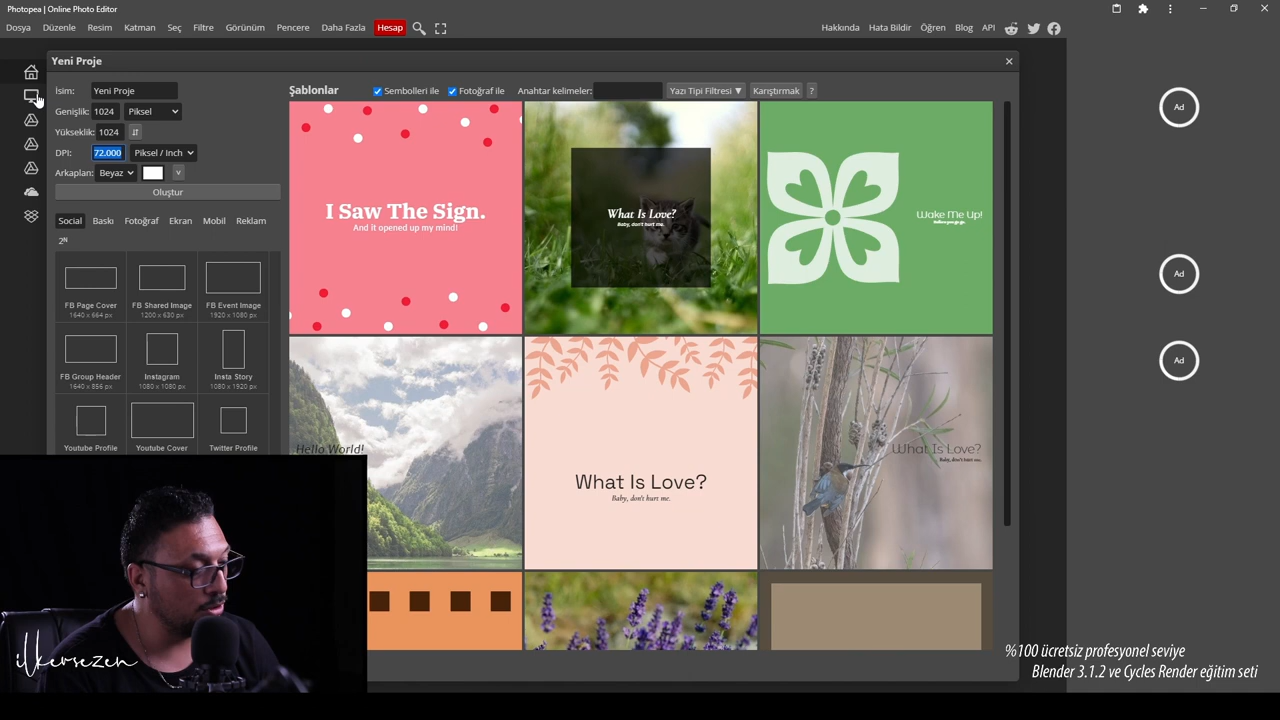 Photopea | Online Photo Editor
Dosya Düzenle Resim Katman Seç Filtre Görünüm Pencere Daha Fazla Hesap
Hakkında Hata Bildir Öğren Blog API
Yeni Proje
İsim: Yeni Proje
Genişlik: 1024 Piksel
Yükseklik: 1024
DPI: 72.000 Piksel / Inch
Arkaplan: Beyaz
Oluştur
Social Baskı Fotoğraf Ekran Mobil Reklam
2ᴺ
FB Page Cover FB Shared Image FB Event Image
1640 x 664 px 1200 x 630 px 1920 x 1080 px
FB Group Header Instagram Insta Story
1640 x 856 px 1080 x 1080 px 1080 x 1920 px
Youtube Profile Youtube Cover Twitter Profile
Şablonlar Sembolleri ile Fotoğraf ile Anahtar kelimeler: Yazı Tipi Filtresi ▼ Karıştırmak ?
I Saw The Sign.
And it opened up my mind!
What Is Love?
Baby, don't hurt me.
Wake Me Up!
Before you go go.
Hello World!
What Is Love?
Baby, don't hurt me.
What Is Love?
Baby, don't hurt me.
Ad
Ad
Ad
ilkersezen
%100 ücretsiz profesyonel seviye
Blender 3.1.2 ve Cycles Render eğitim seti